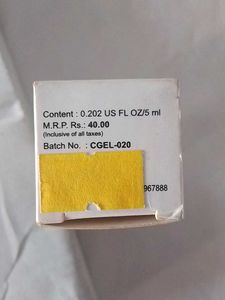 Content : 0.202 US FL OZ/5 ml
M.R.P. Rs.: 40.00
(Inclusive of all taxes)
Batch No. : CGEL-020
967888